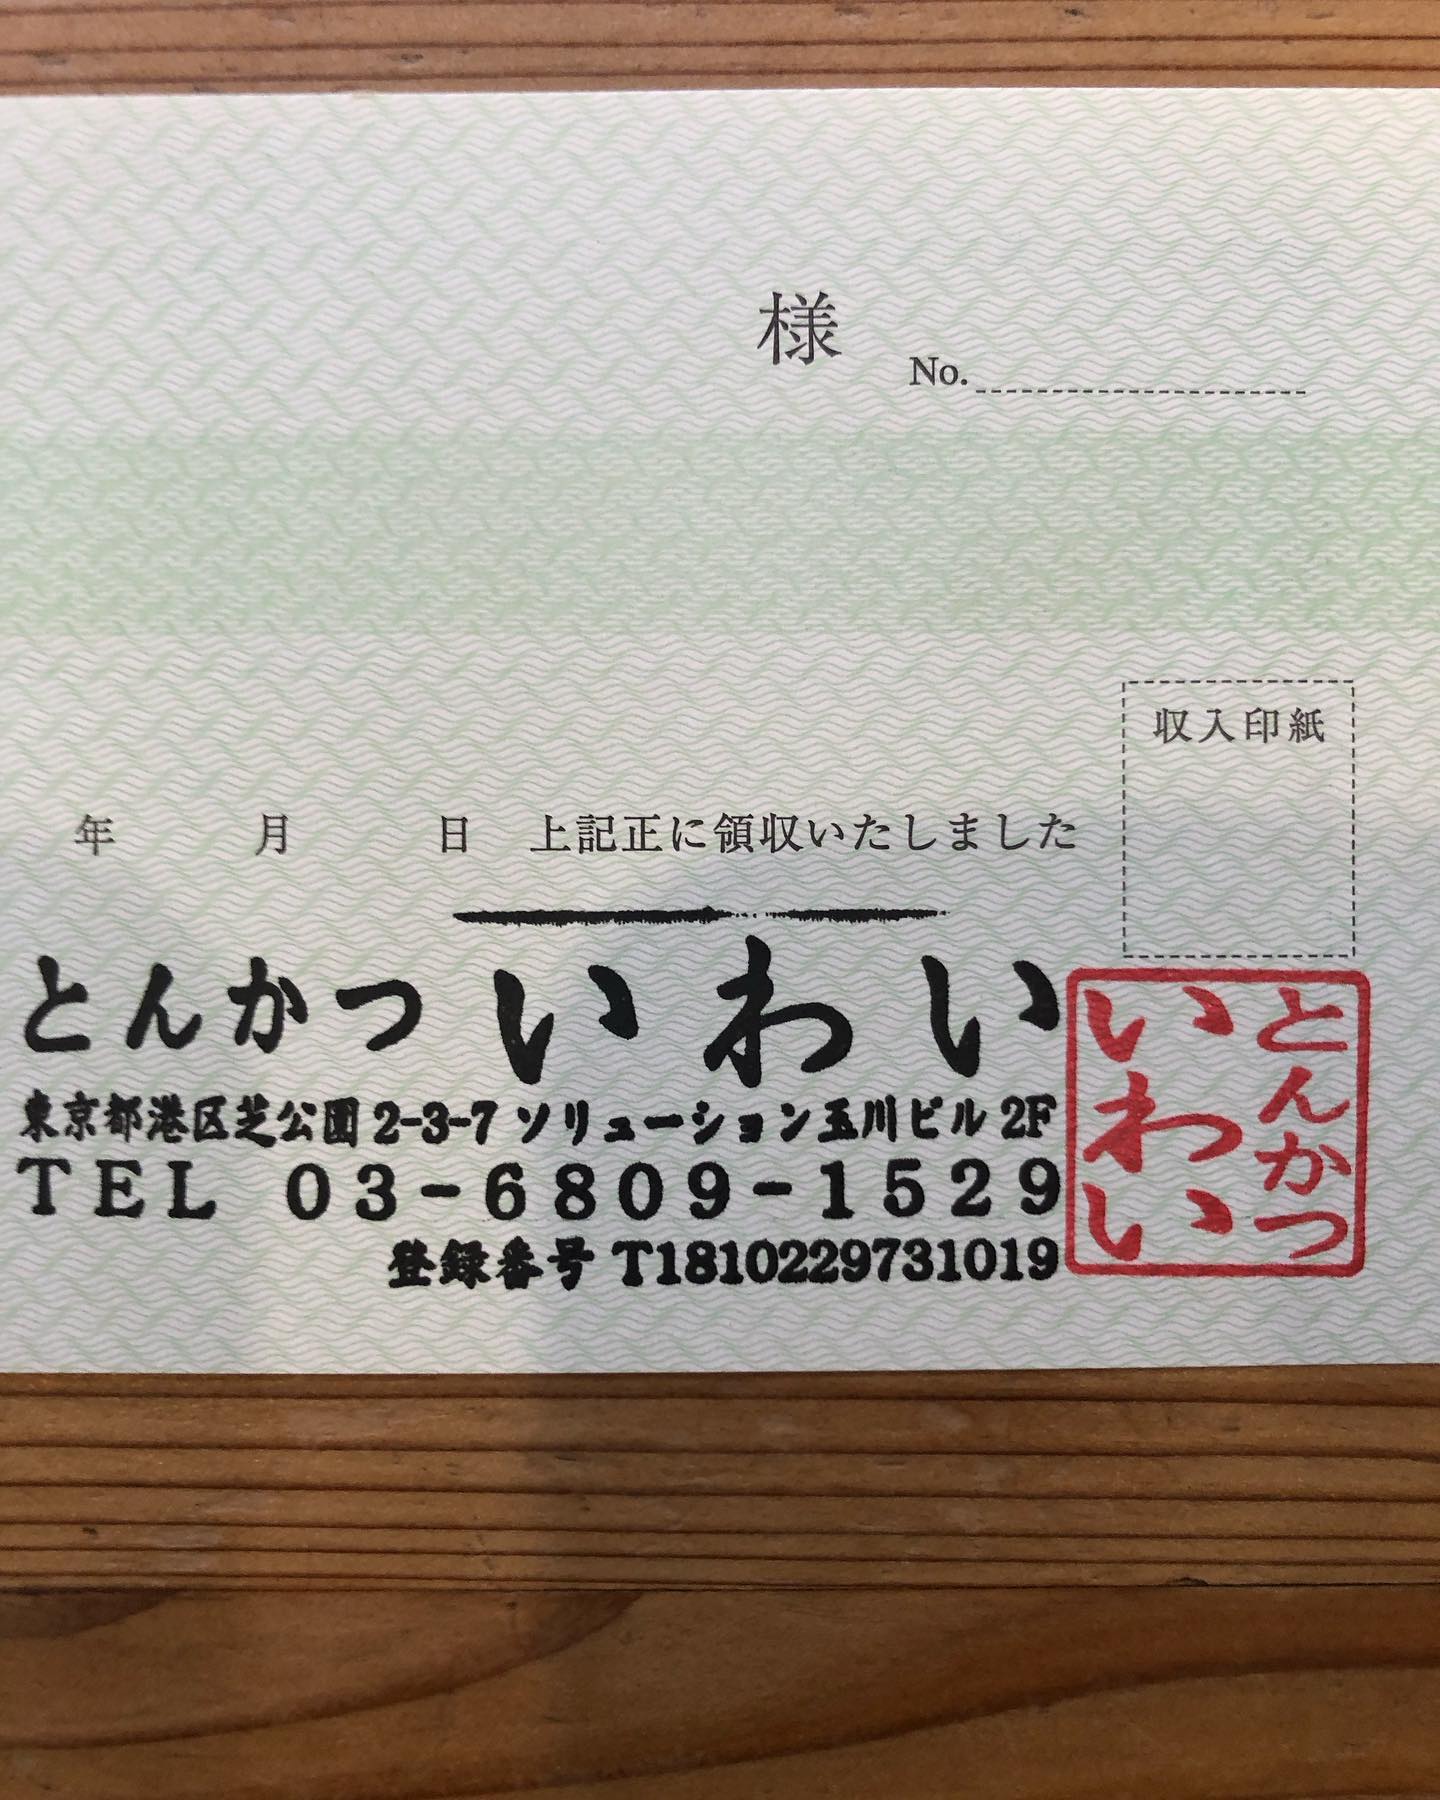 様
No.
収入印紙
年 月 日 上記正に領収いたしました
とんかつ いわい
東京都港区芝公園2-3-7 ソリューション玉川ビル 2F
TEL 03-6809-1529
登録番号 T1810229731019
とんかつ
いわい